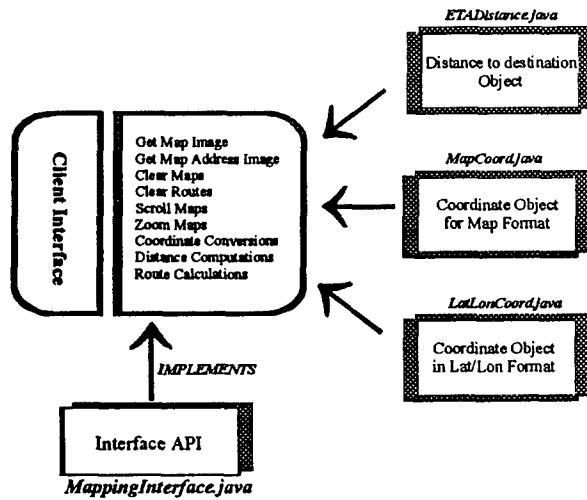 ETADistance.java
Distance to destination
Object
Client Interface
Get Map Image
Get Map Address Image
Clear Maps
Clear Routes
Scroll Maps
Zoom Maps
Coordinate Conversions
Distance Computations
Route Calculations
MapCoord.java
Coordinate Object
for Map Format
LatLonCoord.java
Coordinate Object
in Lat/Lon Format
IMPLEMENTS
Interface API
MappingInterface.java